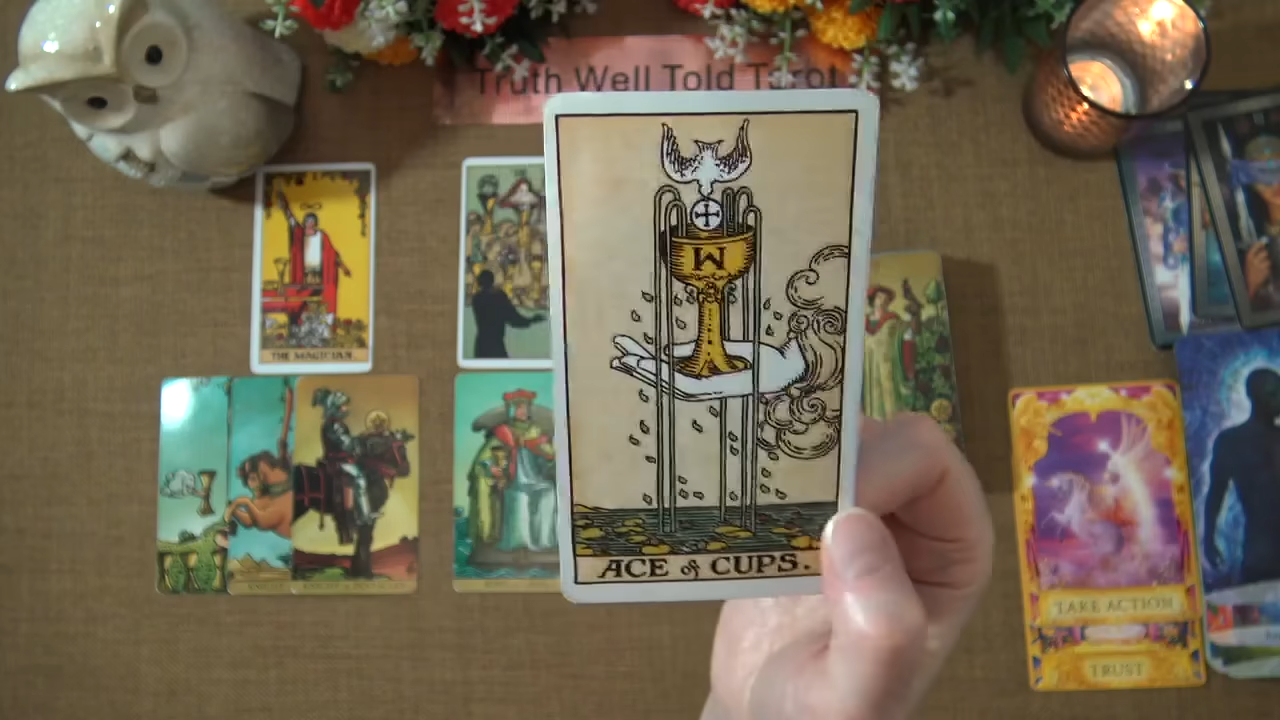 Truth Well Told Tarot
THE MAGICIAN.
W
ACE of CUPS.
TAKE ACTION
TRUST